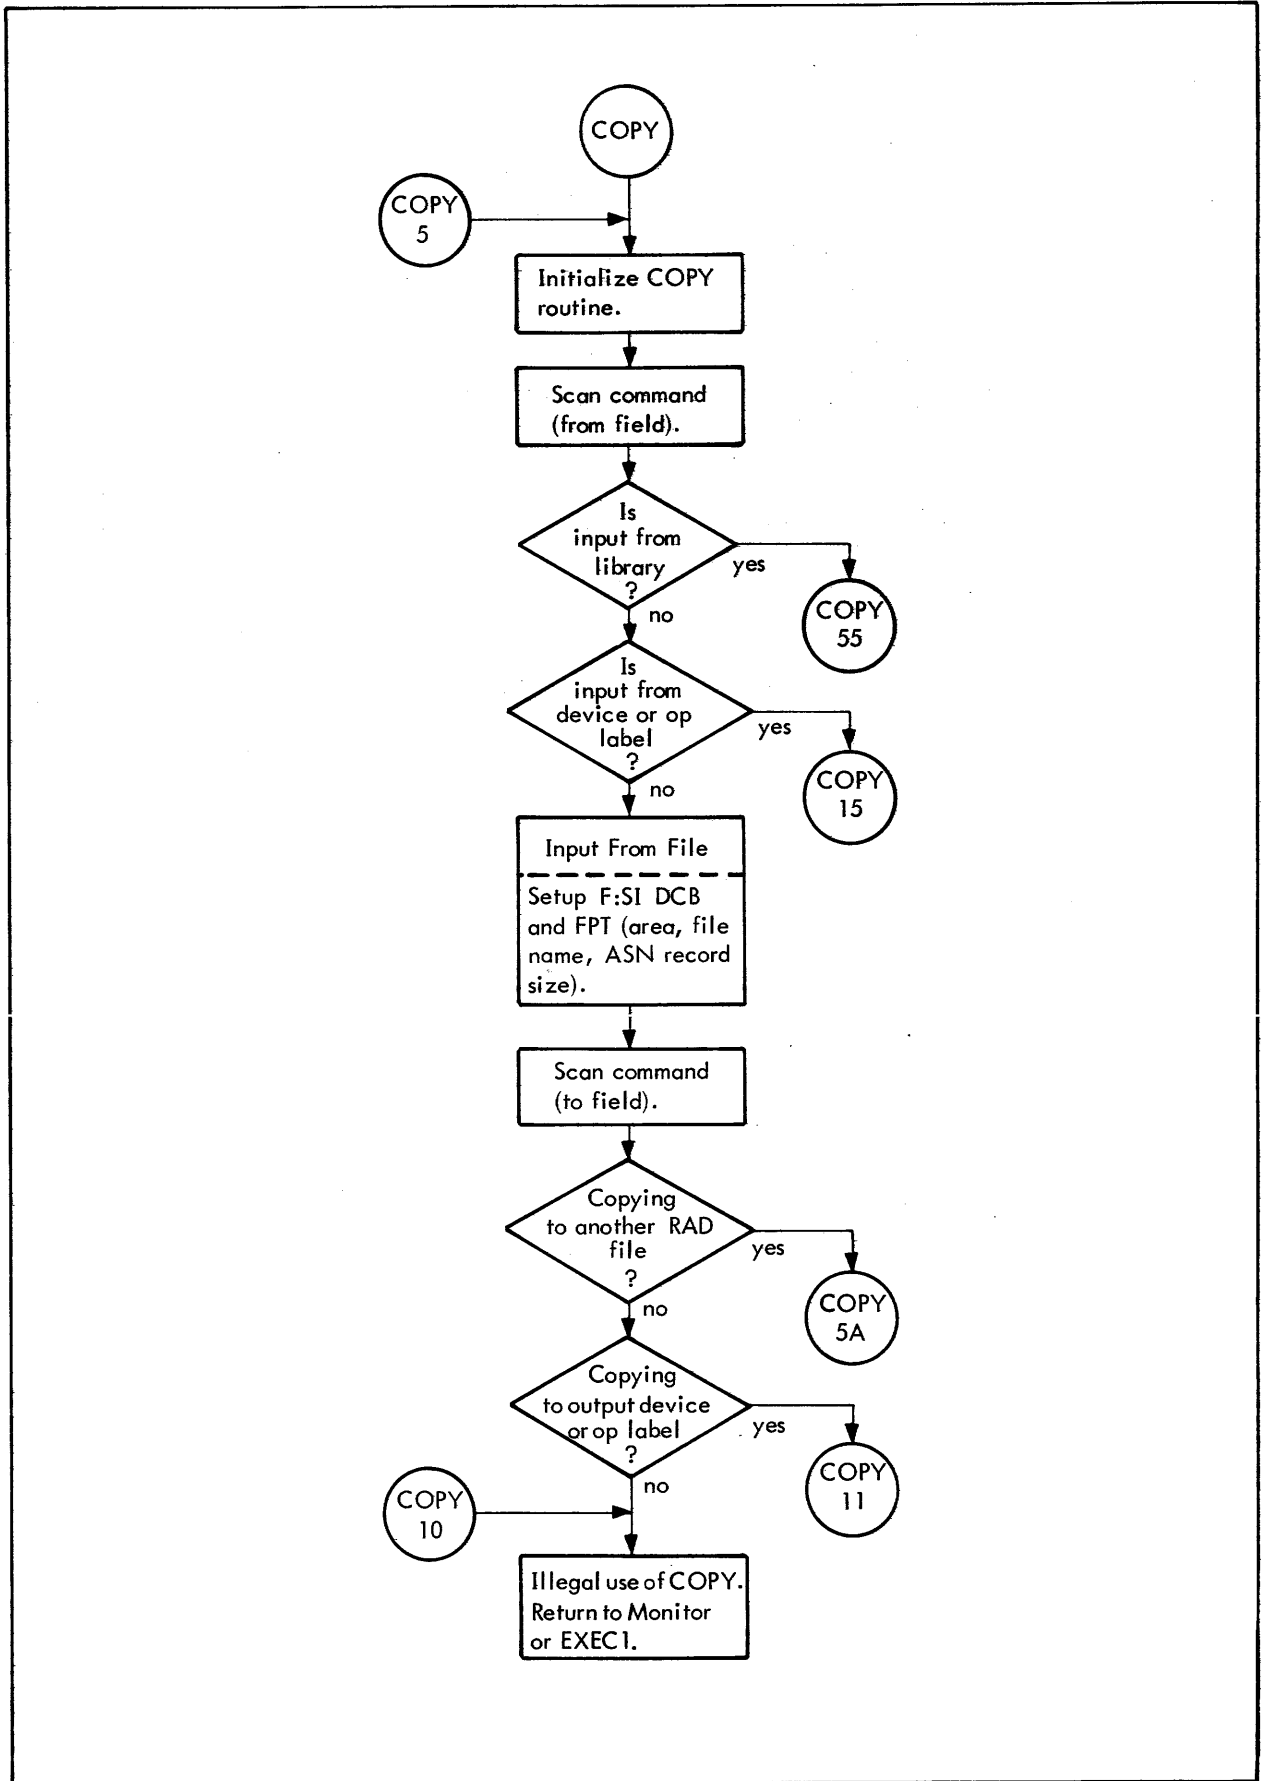 COPY
COPY
5
Initialize COPY
routine.
Scan command
(from field).
Is
input from
library
?
yes
no
COPY
55
Is
input from
device or op
label
?
yes
no
COPY
15
Input From File
Setup F:SI DCB
and FPT (area, file
name, ASN record
size).
Scan command
(to field).
Copying
to another RAD
file
?
yes
no
COPY
5A
Copying
to output device
or op label
?
yes
no
COPY
11
COPY
10
Illegal use of COPY.
Return to Monitor
or EXEC1.